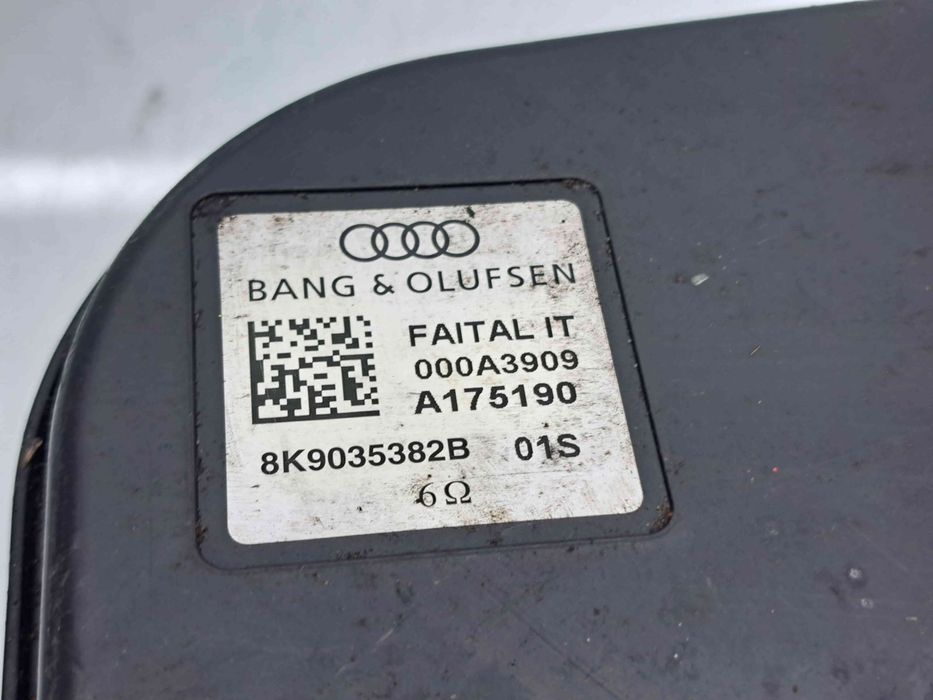 BANG & OLUFSEN
FAITAL IT
000A3909
A175190
8K9035382B 01S
6Ω